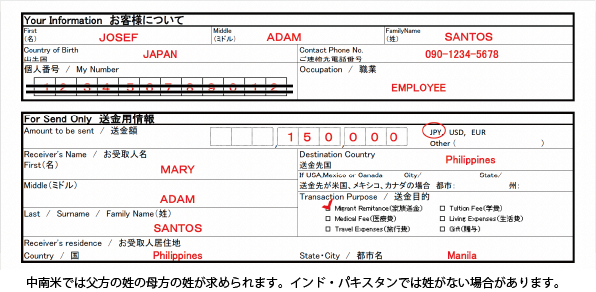 Your Information お客様について
First Middle FamilyName
(名) JOSEF (ミドル) ADAM (姓) SANTOS
Country of Birth Contact Phone No.
出生国 JAPAN ご連絡先電話番号 090-1234-5678
個人番号 / My Number Occupation / 職業
1 2 3 4 5 6 7 8 9 0 1 2 EMPLOYEE
For Send Only 送金用情報
Amount to be sent / 送金額 1 5 0 , 0 0 0 JPY, USD, EUR
Other ( )
Receiver's Name / お受取人名 Destination Country
First(名) MARY 送金先国 Philippines
If USA,Mexico or Canada City/ State/
Middle(ミドル) ADAM 送金先が米国、メキシコ、カナダの場合 都市: 州:
Transaction Purpose / 送金目的
Migrant Remittance(家族送金) Tuition Fee(学費)
Last / Surname / Family Name(姓) Medical Fee(医療費) Living Expenses(生活費)
SANTOS Travel Expenses(旅行費) Gift(贈与)
Receiver's residence / お受取人居住地
Country / 国 Philippines State・City / 都市名 Manila
中南米では父方の姓の母方の姓が求められます。インド・パキスタンでは姓がない場合があります。